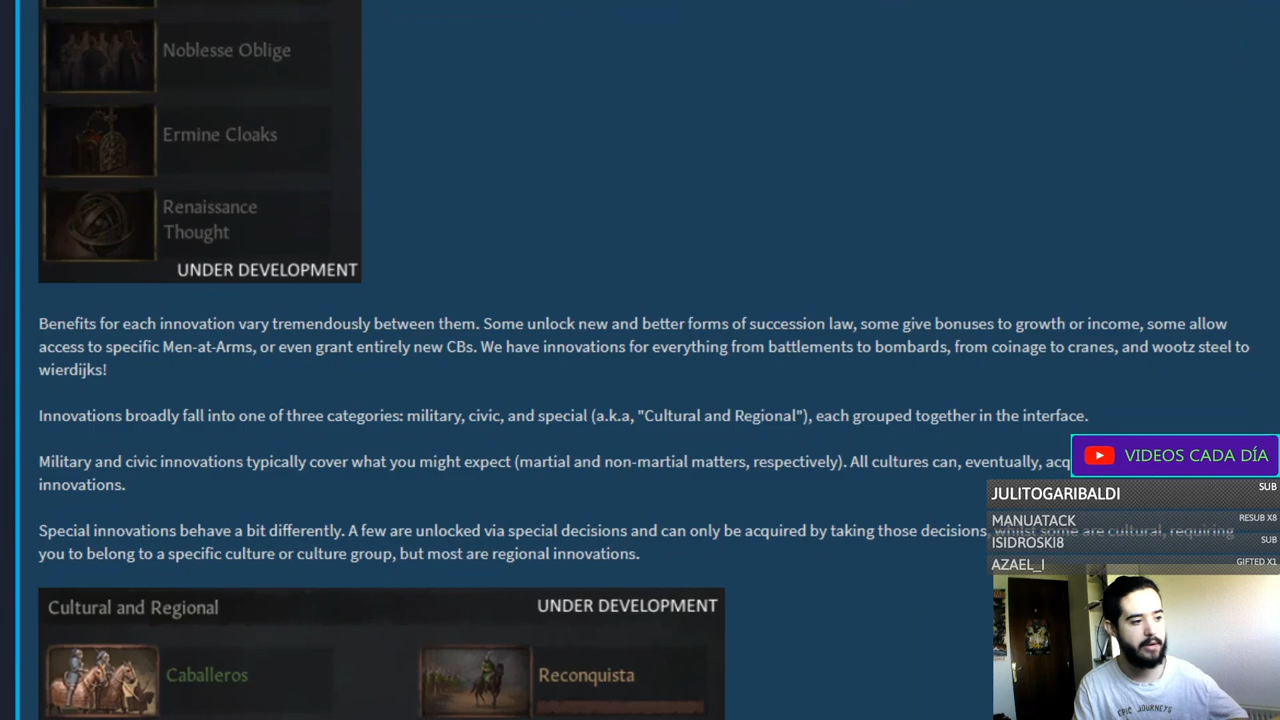 Noblesse Oblige
Ermine Cloaks
Renaissance
Thought
UNDER DEVELOPMENT
Benefits for each innovation vary tremendously between them. Some unlock new and better forms of succession law, some give bonuses to growth or income, some allow
access to specific Men-at-Arms, or even grant entirely new CBs. We have innovations for everything from battlements to bombards, from coinage to cranes, and wootz steel to
wierdijks!
Innovations broadly fall into one of three categories: military, civic, and special (a.k.a, "Cultural and Regional"), each grouped together in the interface.
Military and civic innovations typically cover what you might expect (martial and non-martial matters, respectively). All cultures can, eventually,
innovations.
Special innovations behave a bit differently. A few are unlocked via special decisions and can only be acquired by taking those decisions, whilst some are cultural, requiring
you to belong to a specific culture or culture group, but most are regional innovations.
Cultural and Regional
UNDER DEVELOPMENT
Caballeros
Reconquista
VIDEOS CADA DÍA
JULITOGARIBALDI SUB
MANUATACK RESUB X8
ISIDROSKI8 SUB
AZAEL_I GIFTED X1
EPIC JOURNEYS